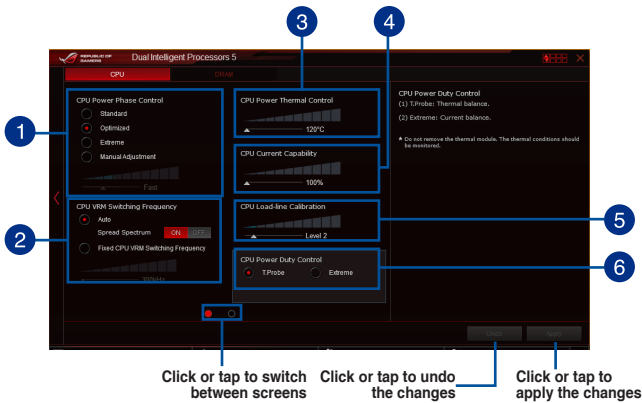 3
4
REPUBLIC OF
GAMERS
Dual Intelligent Processors 5
CPU
DRAM
1
CPU Power Phase Control
Standard
Optimized
Extreme
Manual Adjustment
Fast
2
CPU VRM Switching Frequency
Auto
Spread Spectrum
ON
OFF
Fixed CPU VRM Switching Frequency
300kHz
CPU Power Thermal Control
120°C
CPU Current Capability
100%
CPU Load-line Calibration
Level 2
5
CPU Power Duty Control
T.Probe
Extreme
6
CPU Power Duty Control
(1) T.Probe: Thermal balance.
(2) Extreme: Current balance.
* Do not remove the thermal module. The thermal conditions should
be monitored.
Undo
Apply
Click or tap to switch
between screens
Click or tap to undo
the changes
Click or tap to
apply the changes